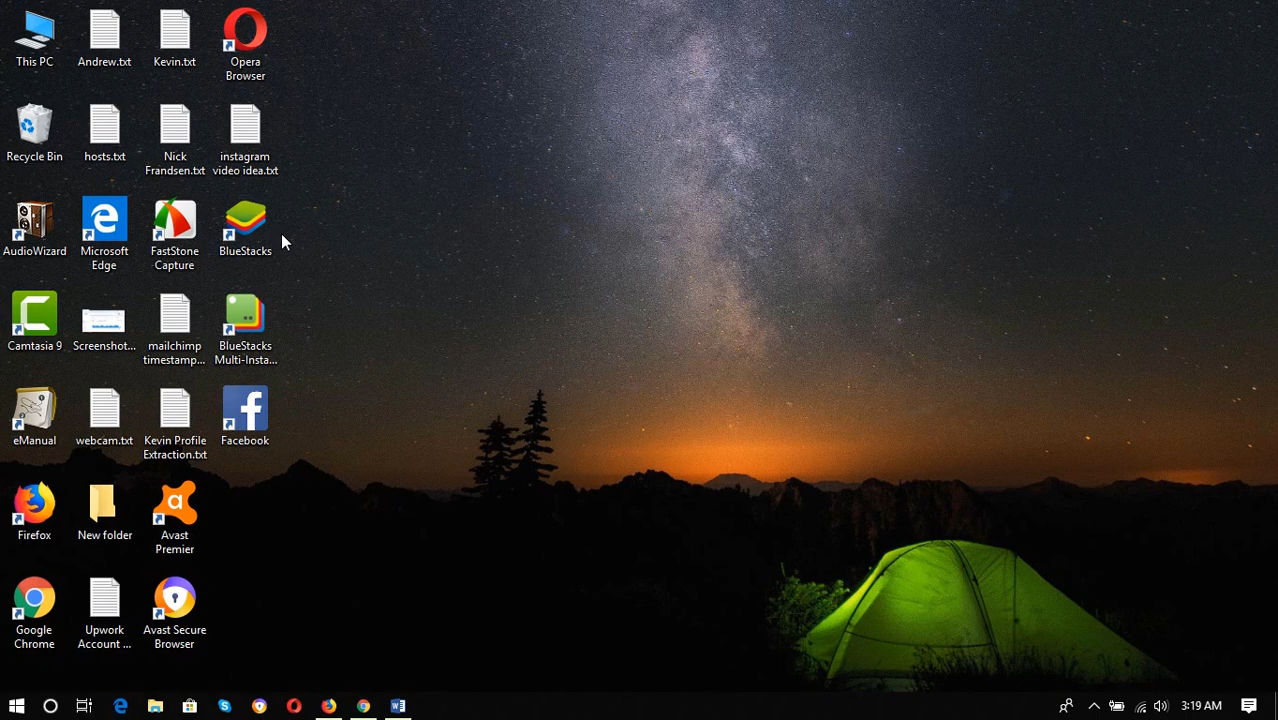 This PC
Andrew.txt
Kevin.txt
Opera
Browser
Recycle Bin
hosts.txt
Nick
Frandsen.txt
instagram
video idea.txt
AudioWizard
Microsoft
Edge
FastStone
Capture
BlueStacks
Camtasia 9
Screenshot...
mailchimp
timestamp...
BlueStacks
Multi-Insta...
eManual
webcam.txt
Kevin Profile
Extraction.txt
Facebook
Firefox
New folder
Avast
Premier
Google
Chrome
Upwork
Account ...
Avast Secure
Browser
3:19 AM